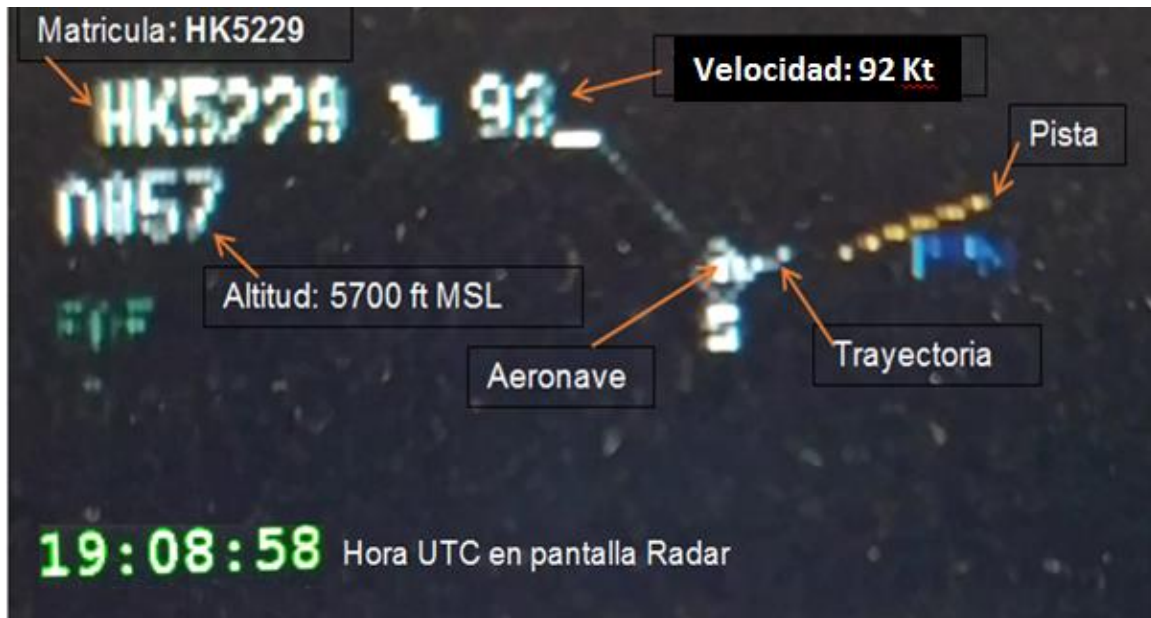 Matricula: HK5229
HK5229 92
Velocidad: 92 Kt
Pista
Altitud: 5700 ft MSL
Aeronave
Trayectoria
S
19:08:58 Hora UTC en pantalla Radar